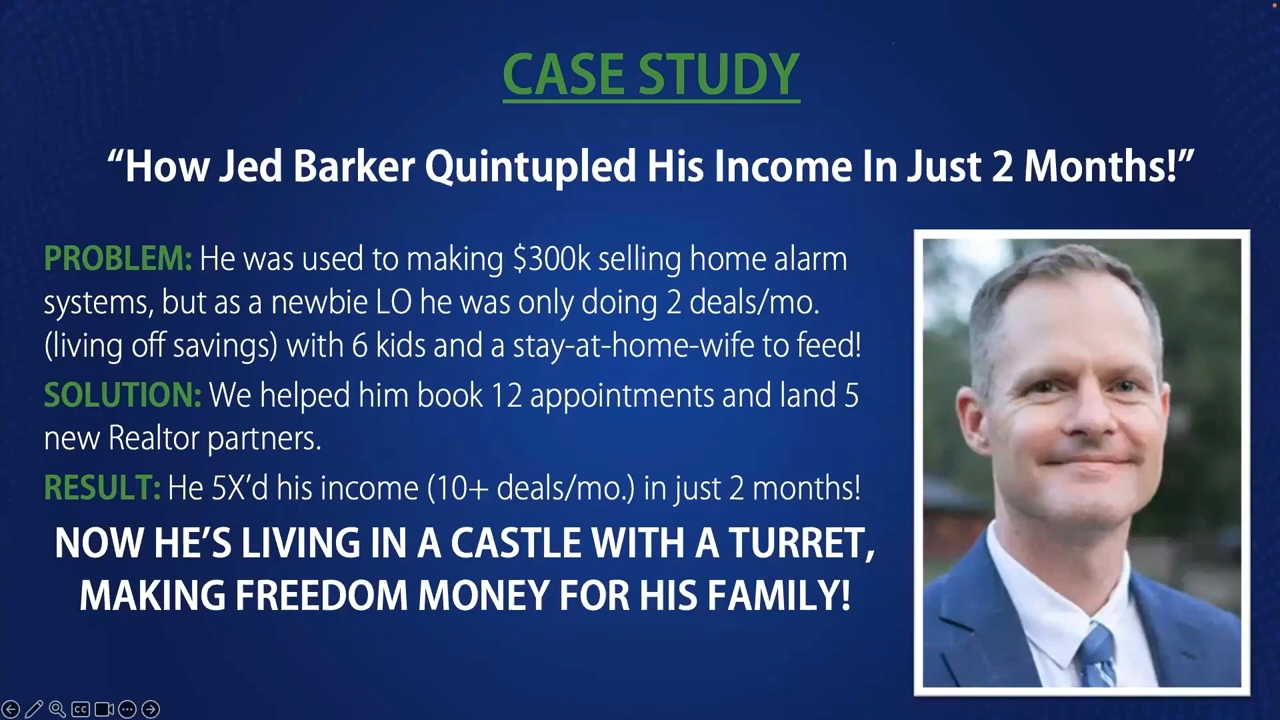 CASE STUDY
“How Jed Barker Quintupled His Income In Just 2 Months!”
PROBLEM: He was used to making $300k selling home alarm
systems, but as a newbie LO he was only doing 2 deals/mo.
(living off savings) with 6 kids and a stay-at-home-wife to feed!
SOLUTION: We helped him book 12 appointments and land 5
new Realtor partners.
RESULT: He 5X’d his income (10+ deals/mo.) in just 2 months!
NOW HE’S LIVING IN A CASTLE WITH A TURRET,
MAKING FREEDOM MONEY FOR HIS FAMILY!
CC